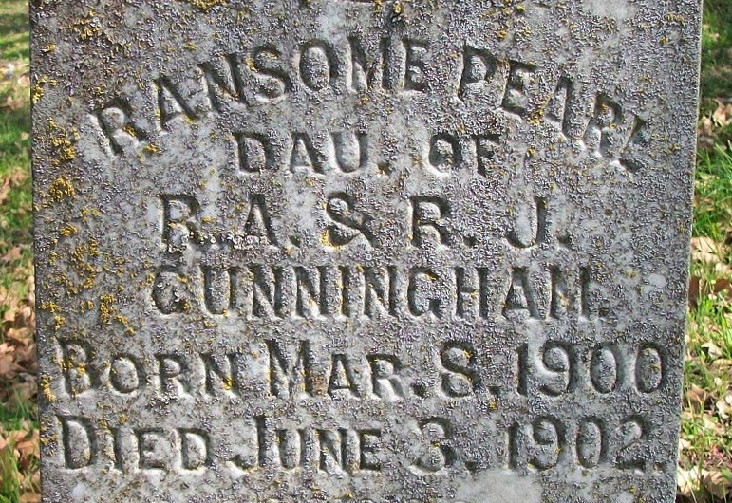 RANSOME PEARL
DAU. OF
R. A. & R. J.
CUNNINGHAM.
BORN MAR. 8. 1900
DIED JUNE 3. 1902.